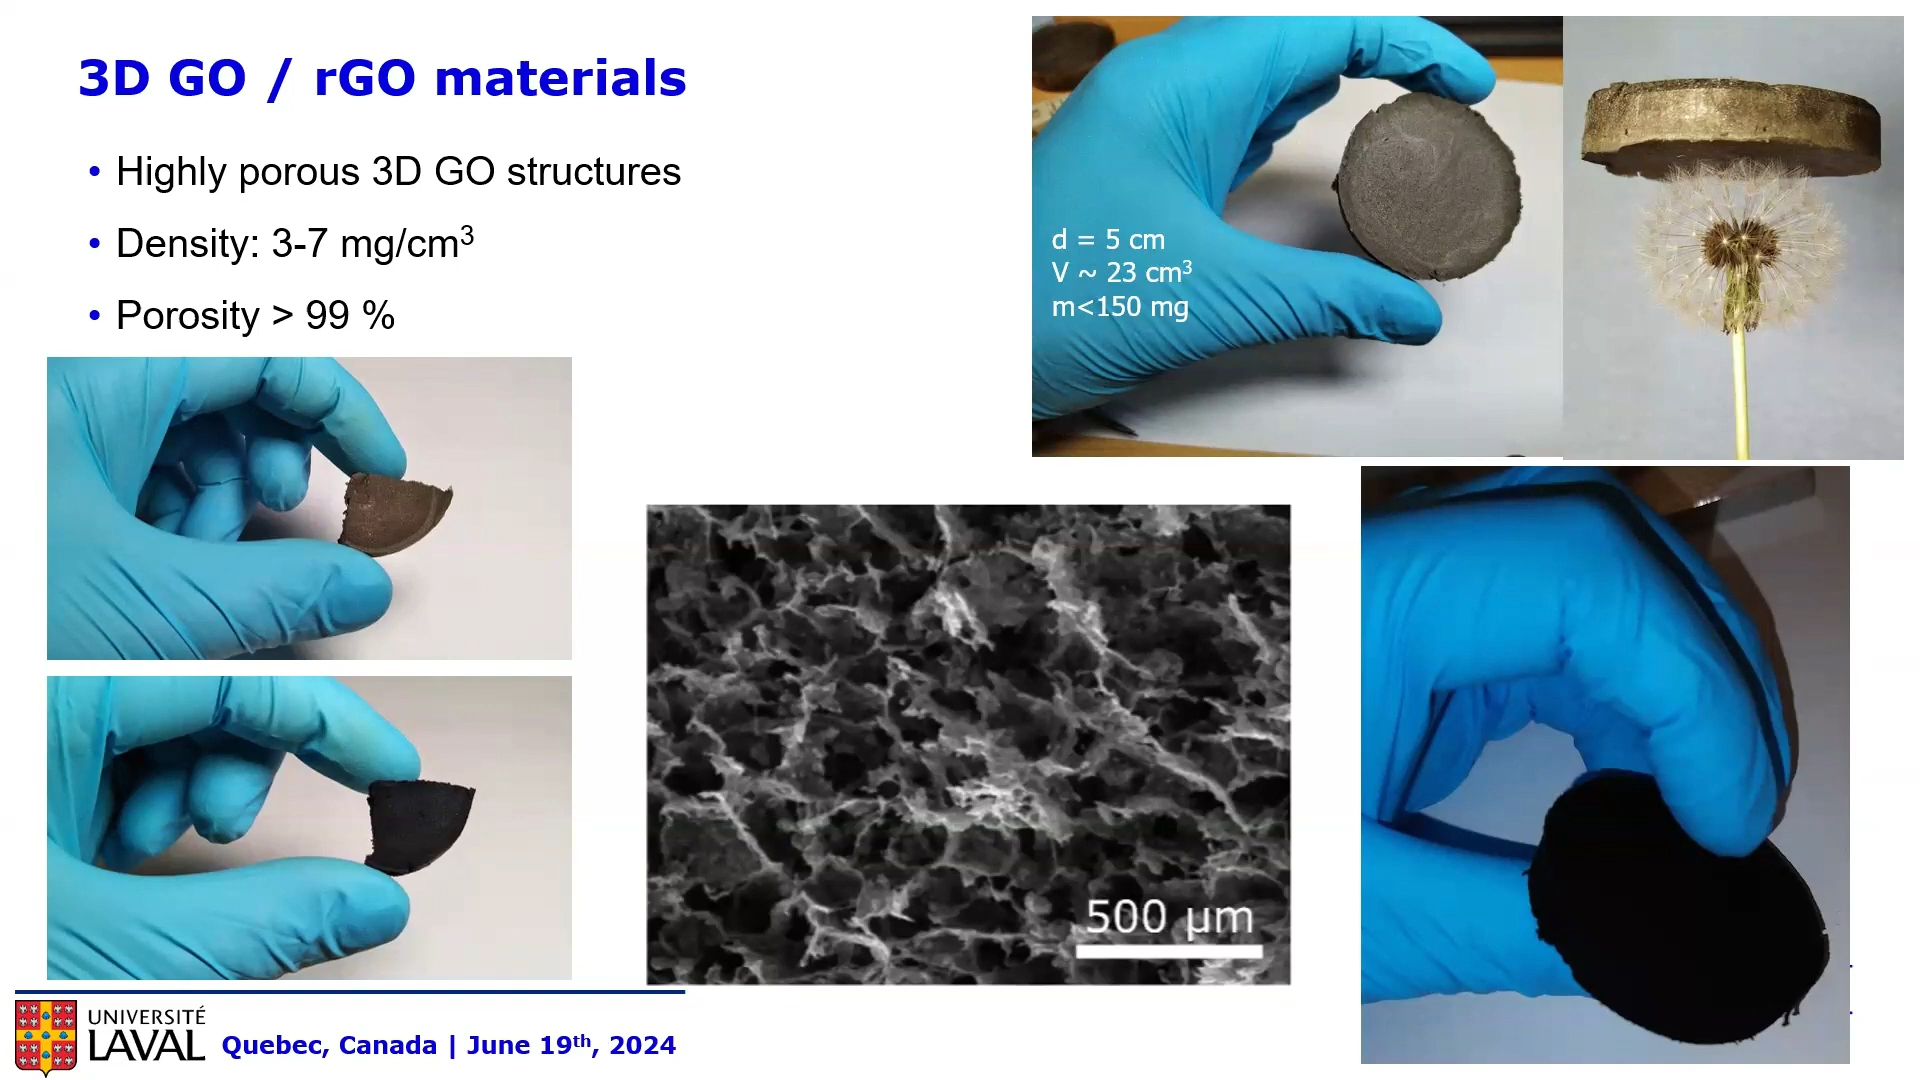 3D GO / rGO materials
• Highly porous 3D GO structures
• Density: 3-7 mg/cm³
• Porosity > 99 %
d = 5 cm
V ~ 23 cm³
m<150 mg
500 µm
UNIVERSITÉ
LAVAL
Quebec, Canada | June 19th, 2024